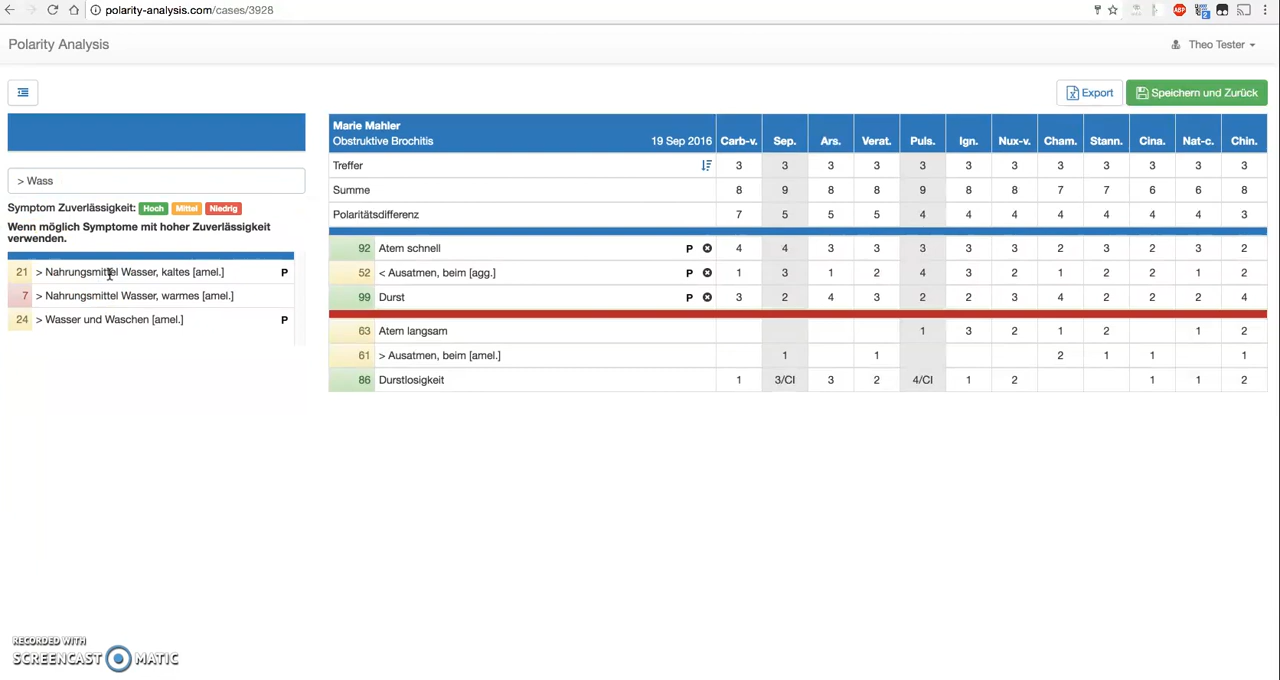 polarity-analysis.com/cases/3928
Polarity Analysis
Theo Tester
Export
Speichern und Zurück
> Wass
Symptom Zuverlässigkeit: Hoch Mittel Niedrig
Wenn möglich Symptome mit hoher Zuverlässigkeit
verwenden.
21 > Nahrungsmittel Wasser, kaltes [amel.] P
7 > Nahrungsmittel Wasser, warmes [amel.]
24 > Wasser und Waschen [amel.] P
Marie Mahler
Obstruktive Brochitis 19 Sep 2016 Carb-v. Sep. Ars. Verat. Puls. Ign. Nux-v. Cham. Stann. Cina. Nat-c. Chin.
Treffer 3 3 3 3 3 3 3 3 3 3 3 3
Summe 8 9 8 8 9 8 8 7 7 6 6 8
Polaritätsdifferenz 7 5 5 5 4 4 4 4 4 4 4 3
92 Atem schnell P 4 4 3 3 3 3 3 2 3 2 3 2
52 < Ausatmen, beim [agg.] P 1 3 1 2 4 3 2 1 2 2 1 2
99 Durst P 3 2 4 3 2 2 3 4 2 2 2 4
63 Atem langsam 1 3 2 1 2 1 2
61 > Ausatmen, beim [amel.] 1 1 2 1 1 1
86 Durstlosigkeit 1 3/CI 3 2 4/CI 1 2 1 1 2
RECORDED WITH
SCREENCAST MATIC